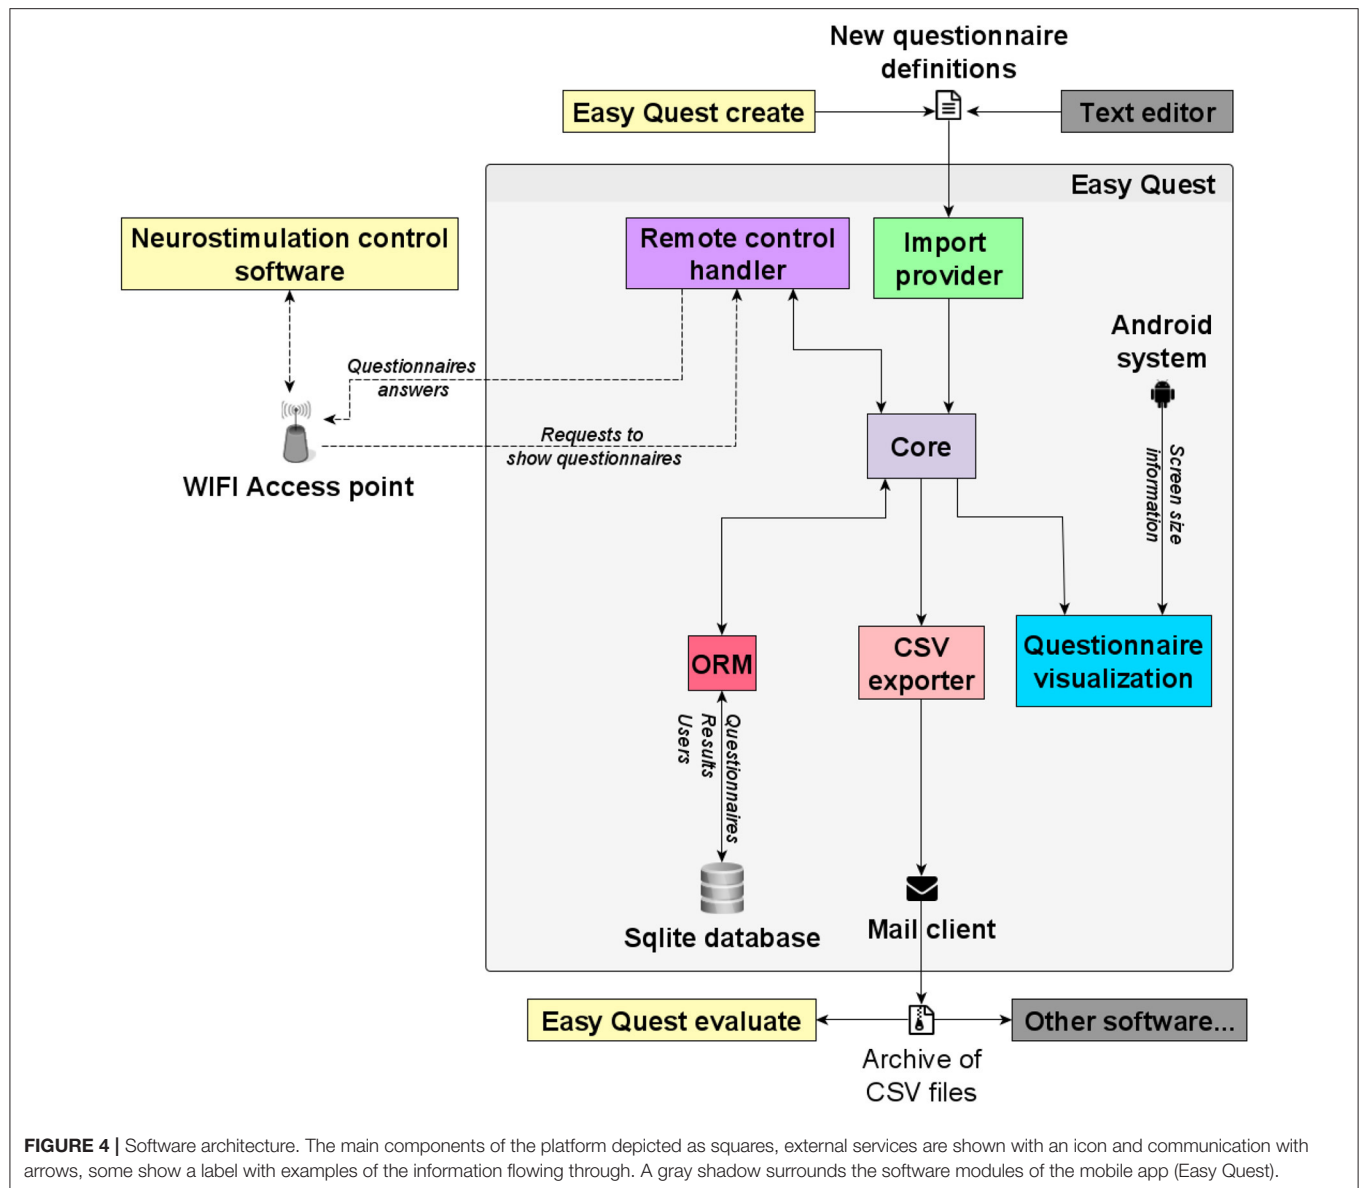 New questionnaire
definitions
Easy Quest create
Text editor
Easy Quest
Neurostimulation control
software
Remote control
handler
Import
provider
Android
system
Questionnaires
answers
Requests to
show questionnaires
WIFI Access point
Core
Screen size
information
ORM
CSV
exporter
Questionnaire
visualization
Questionnaires
Results
Users
Sqlite database
Mail client
Easy Quest evaluate
Other software...
Archive of
CSV files
FIGURE 4 | Software architecture. The main components of the platform depicted as squares, external services are shown with an icon and communication with
arrows, some show a label with examples of the information flowing through. A gray shadow surrounds the software modules of the mobile app (Easy Quest).